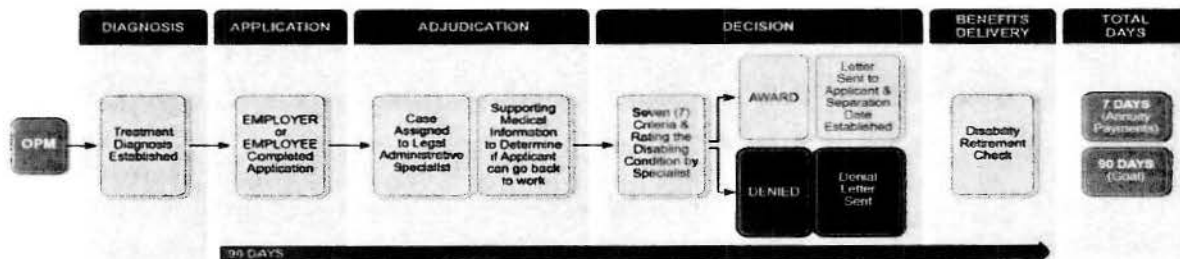 DIAGNOSIS
APPLICATION
ADJUDICATION
DECISION
BENEFITS
DELIVERY
TOTAL
DAYS
OPM
Treatment
Diagnosis
Established
EMPLOYER
or
EMPLOYEE
Completed
Application
Case
Assigned
to Legal
Administrative
Specialist
Supporting
Medical
Information
to Determine
if Applicant
can go back
to work
Seven (7)
Criteria &
Rating the
Disabling
Condition by
Specialist
AWARD
Letter
Sent to
Applicant &
Separation
Date
Established
DENIED
Denial
Letter
Sent
Disability
Retirement
Check
7 DAYS
(Annuity
Payments)
90 DAYS
(Goal)
90 DAYS